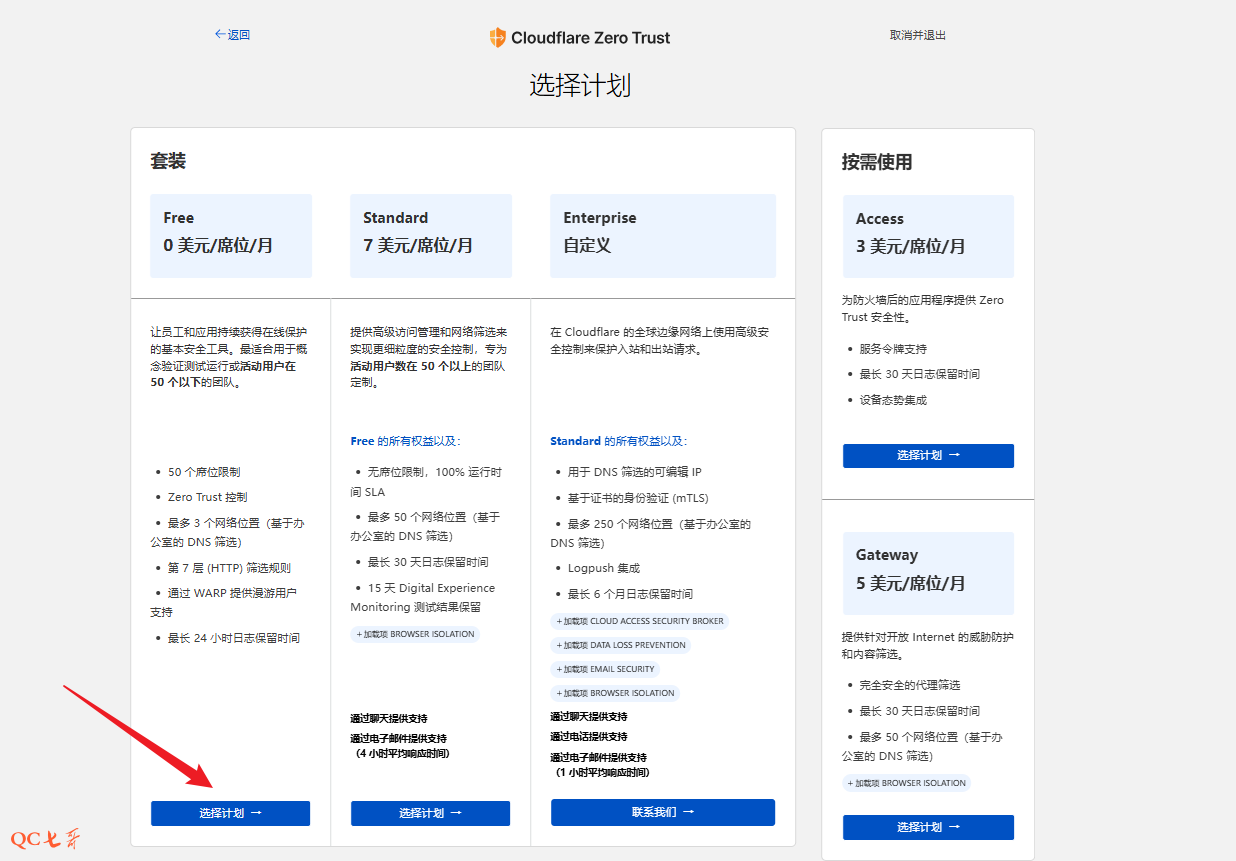 ←返回
Cloudflare Zero Trust
取消并退出
选择计划
套装
Free
0 美元/席位/月
让员工和应用持续获得在线保护
的基本安全工具。最适合用于概
念验证测试运行或活动用户在
50 个以下的团队。
• 50 个席位限制
• Zero Trust 控制
• 最多 3 个网络位置（基于办
公室的 DNS 筛选）
• 第 7 层 (HTTP) 筛选规则
• 通过 WARP 提供漫游用户
支持
• 最长 24 小时日志保留时间
选择计划 →
Standard
7 美元/席位/月
提供高级访问管理和网络筛选来
实现更细粒度的安全控制，专为
活动用户数在 50 个以上的团队
定制。
Free 的所有权益以及:
• 无席位限制，100% 运行时
间 SLA
• 最多 50 个网络位置（基于
办公室的 DNS 筛选）
• 最长 30 天日志保留时间
• 15 天 Digital Experience
Monitoring 测试结果保留
+加载项 BROWSER ISOLATION
通过聊天提供支持
通过电子邮件提供支持
（4 小时平均响应时间）
选择计划 →
Enterprise
自定义
在 Cloudflare 的全球边缘网络上使用高级安
全控制来保护入站和出站请求。
Standard 的所有权益以及:
• 用于 DNS 筛选的可编辑 IP
• 基于证书的身份验证 (mTLS)
• 最多 250 个网络位置（基于办公室的
DNS 筛选）
• Logpush 集成
• 最长 6 个月日志保留时间
+加载项 CLOUD ACCESS SECURITY BROKER
+加载项 DATA LOSS PREVENTION
+加载项 EMAIL SECURITY
+加载项 BROWSER ISOLATION
通过聊天提供支持
通过电话提供支持
通过电子邮件提供支持
（1 小时平均响应时间）
联系我们 →
按需使用
Access
3 美元/席位/月
为防火墙后的应用程序提供 Zero
Trust 安全性。
• 服务令牌支持
• 最长 30 天日志保留时间
• 设备态势集成
选择计划 →
Gateway
5 美元/席位/月
提供针对开放 Internet 的威胁防护
和内容筛选。
• 完全安全的代理筛选
• 最长 30 天日志保留时间
• 最多 50 个网络位置（基于办
公室的 DNS 筛选）
+加载项 BROWSER ISOLATION
选择计划 →
QC七哥